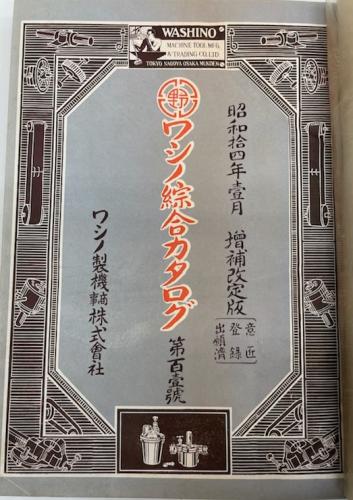 WASHINO
MACHINE TOOL MFG.
& TRADING CO. LTD
TOKYO NAGOYA OSAKA MUKDEN
昭和拾四年壹月 増補改定版
意匠
登録
出願済
野
ワシノ綜合カタログ
第百壹號
ワシノ製機株式會社